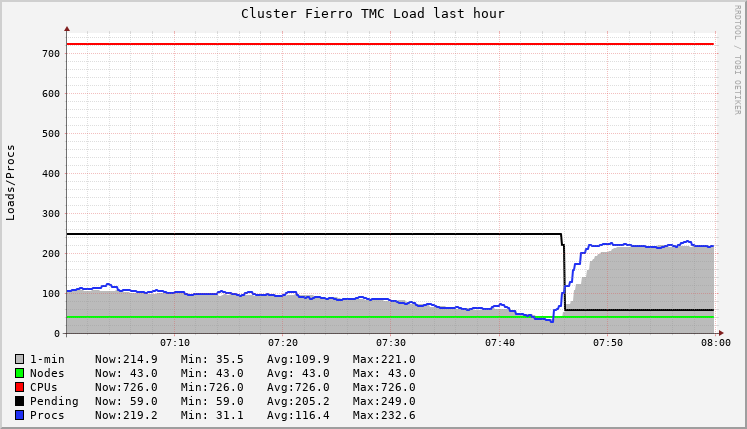 Cluster Fierro TMC Load last hour
RRDTOOL / TOBI OETIKER
Loads/Procs
700
600
500
400
300
200
100
0
07:10 07:20 07:30 07:40 07:50 08:00
1-min Now:214.9 Min: 35.5 Avg:109.9 Max:221.0
Nodes Now: 43.0 Min: 43.0 Avg: 43.0 Max: 43.0
CPUs Now:726.0 Min:726.0 Avg:726.0 Max:726.0
Pending Now: 59.0 Min: 59.0 Avg:205.2 Max:249.0
Procs Now:219.2 Min: 31.1 Avg:116.4 Max:232.6